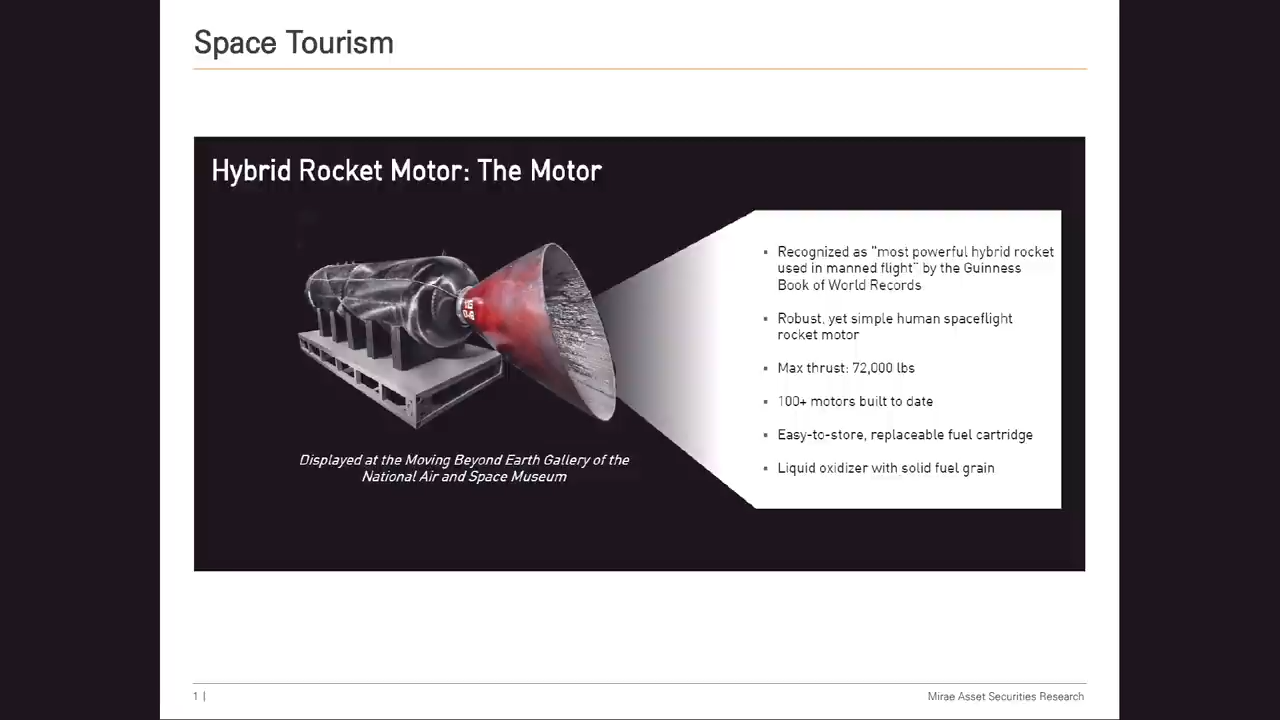 Space Tourism
Hybrid Rocket Motor: The Motor
▪ Recognized as "most powerful hybrid rocket
used in manned flight" by the Guinness
Book of World Records
▪ Robust, yet simple human spaceflight
rocket motor
▪ Max thrust: 72,000 lbs
▪ 100+ motors built to date
▪ Easy-to-store, replaceable fuel cartridge
▪ Liquid oxidizer with solid fuel grain
Displayed at the Moving Beyond Earth Gallery of the
National Air and Space Museum
1 |
Mirae Asset Securities Research